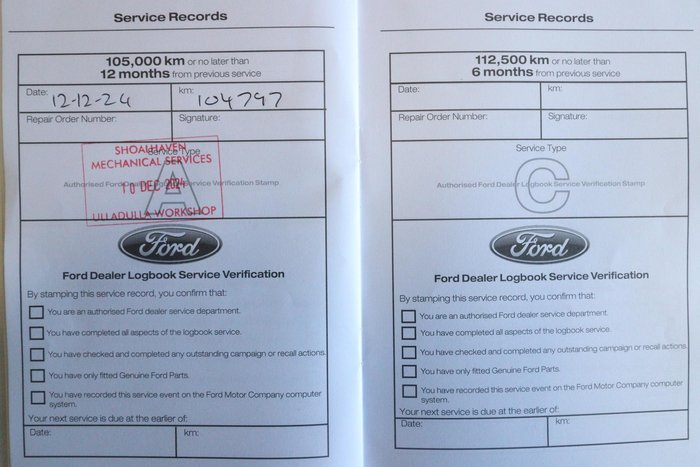 Service Records
105,000 km or no later than
12 months from previous service
Date: 12-12-24 km: 104797
Repair Order Number: Signature:
Service Type
A
Authorised Ford Dealer Logbook Service Verification Stamp
SHOALHAVEN
MECHANICAL SERVICES
10 DEC 2024
ULLADULLA WORKSHOP
Ford
Ford Dealer Logbook Service Verification
By stamping this service record, you confirm that:
You are an authorised Ford dealer service department.
You have completed all aspects of the logbook service.
You have checked and completed any outstanding campaign or recall actions.
You have only fitted Genuine Ford Parts.
You have recorded this service event on the Ford Motor Company computer
system.
Your next service is due at the earlier of:
Date: km:
Service Records
112,500 km or no later than
6 months from previous service
Date: km:
Repair Order Number: Signature:
Service Type
C
Authorised Ford Dealer Logbook Service Verification Stamp
Ford
Ford Dealer Logbook Service Verification
By stamping this service record, you confirm that:
You are an authorised Ford dealer service department.
You have completed all aspects of the logbook service.
You have checked and completed any outstanding campaign or recall actions.
You have only fitted Genuine Ford Parts.
You have recorded this service event on the Ford Motor Company computer
system.
Your next service is due at the earlier of:
Date: km: